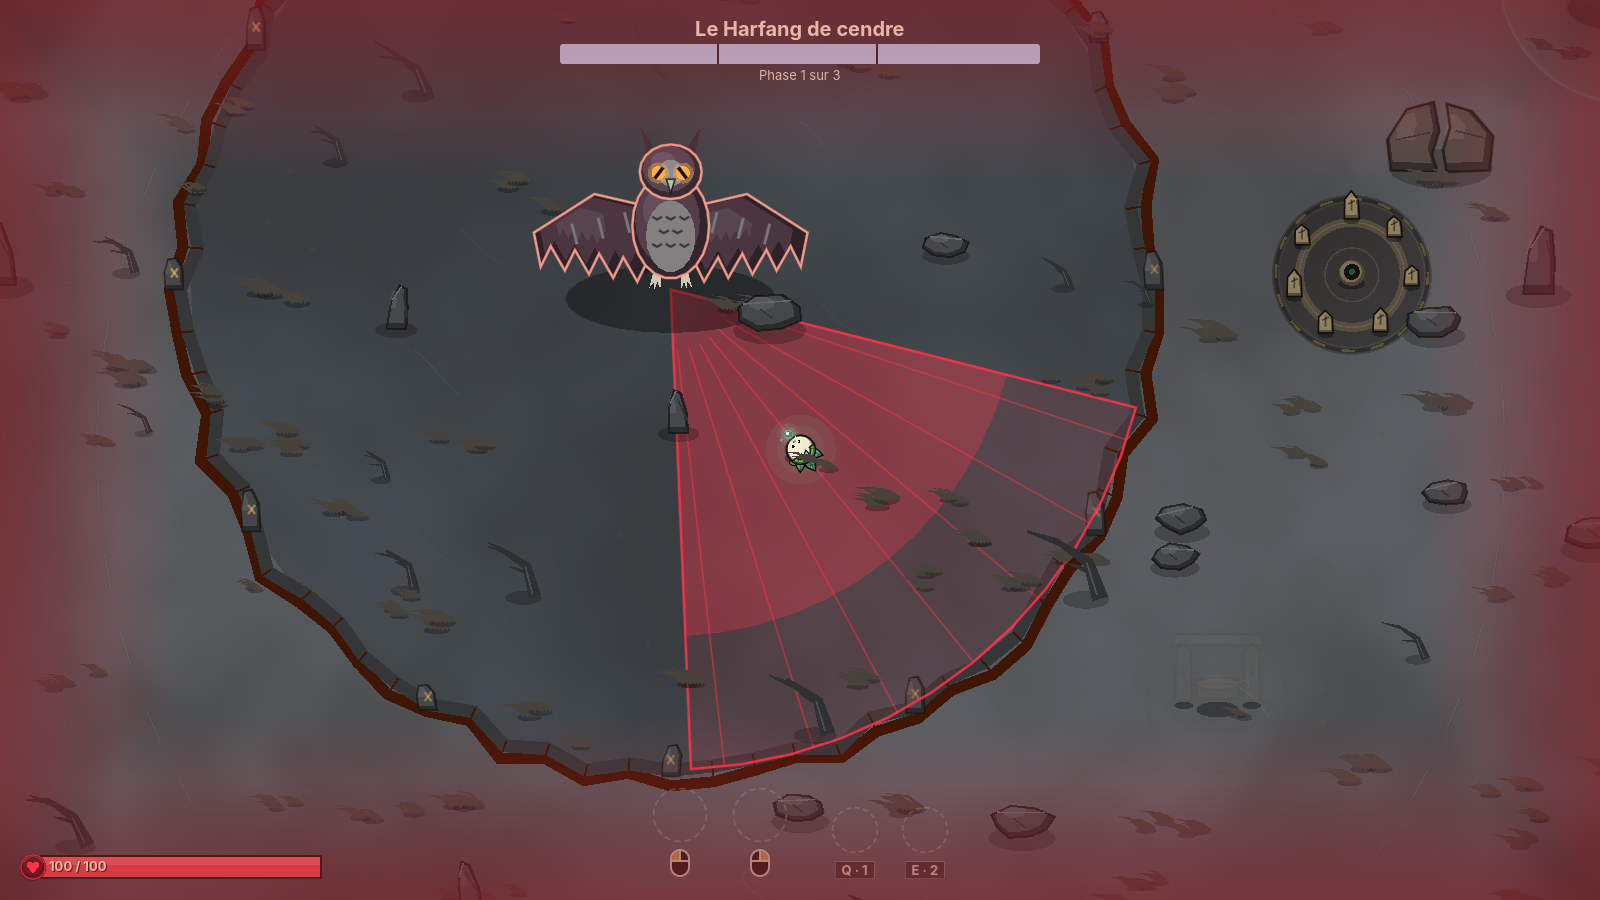 Le Harfang de cendre
Phase 1 sur 3
100 / 100
Q · 1
E · 2